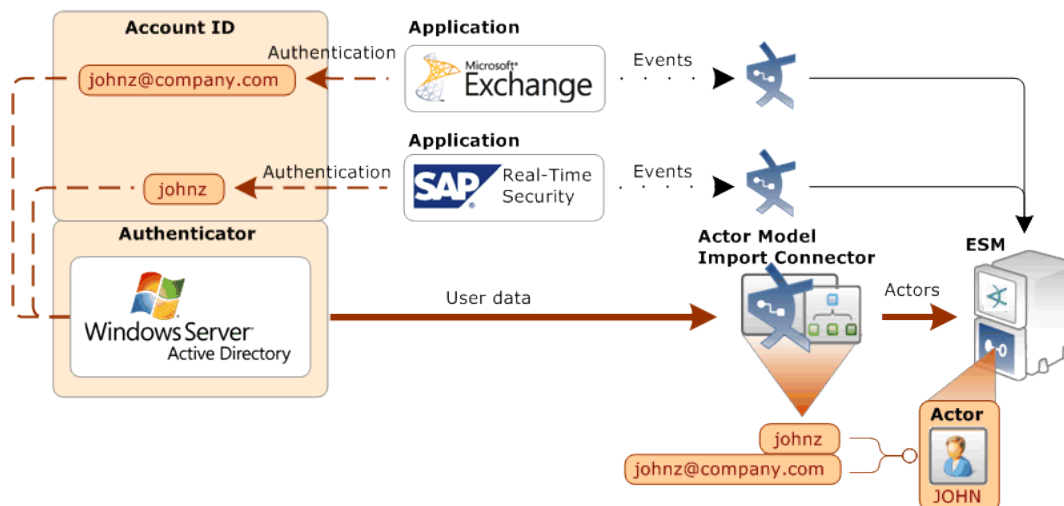 Account ID
johnz@company.com
Authentication
Application
Microsoft®
Exchange
Events
johnz
Authentication
Application
SAP®
Real-Time
Security
Events
Authenticator
Windows Server®
Active Directory
User data
Actor Model
Import Connector
Actors
ESM
johnz
johnz@company.com
Actor
JOHN